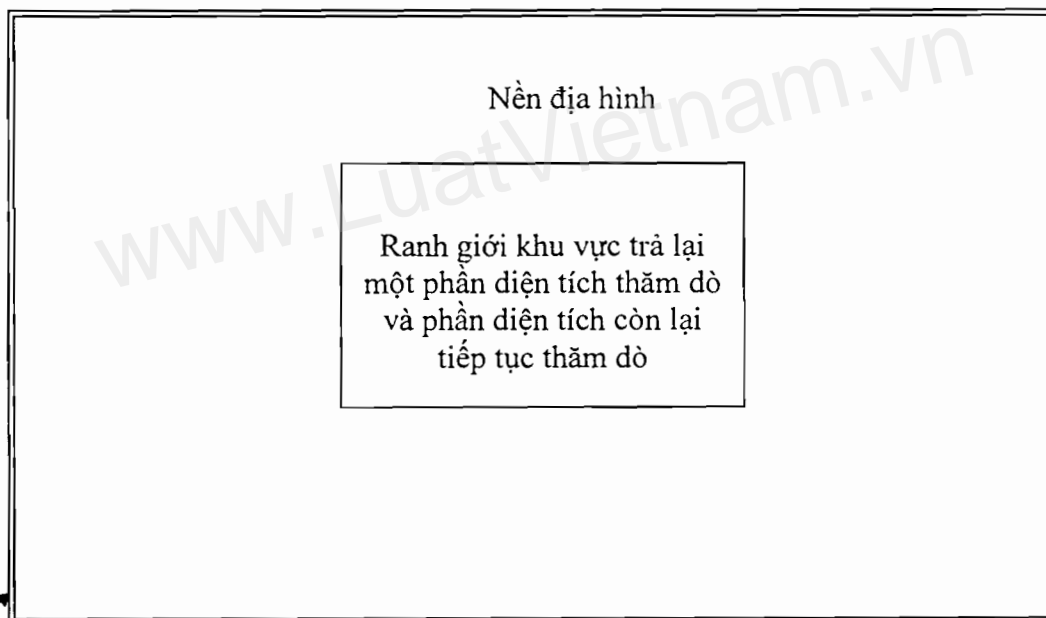 Nền địa hình
www.LuatVietnam.vn
Ranh giới khu vực trả lại
một phần diện tích thăm dò
và phần diện tích còn lại
tiếp tục thăm dò